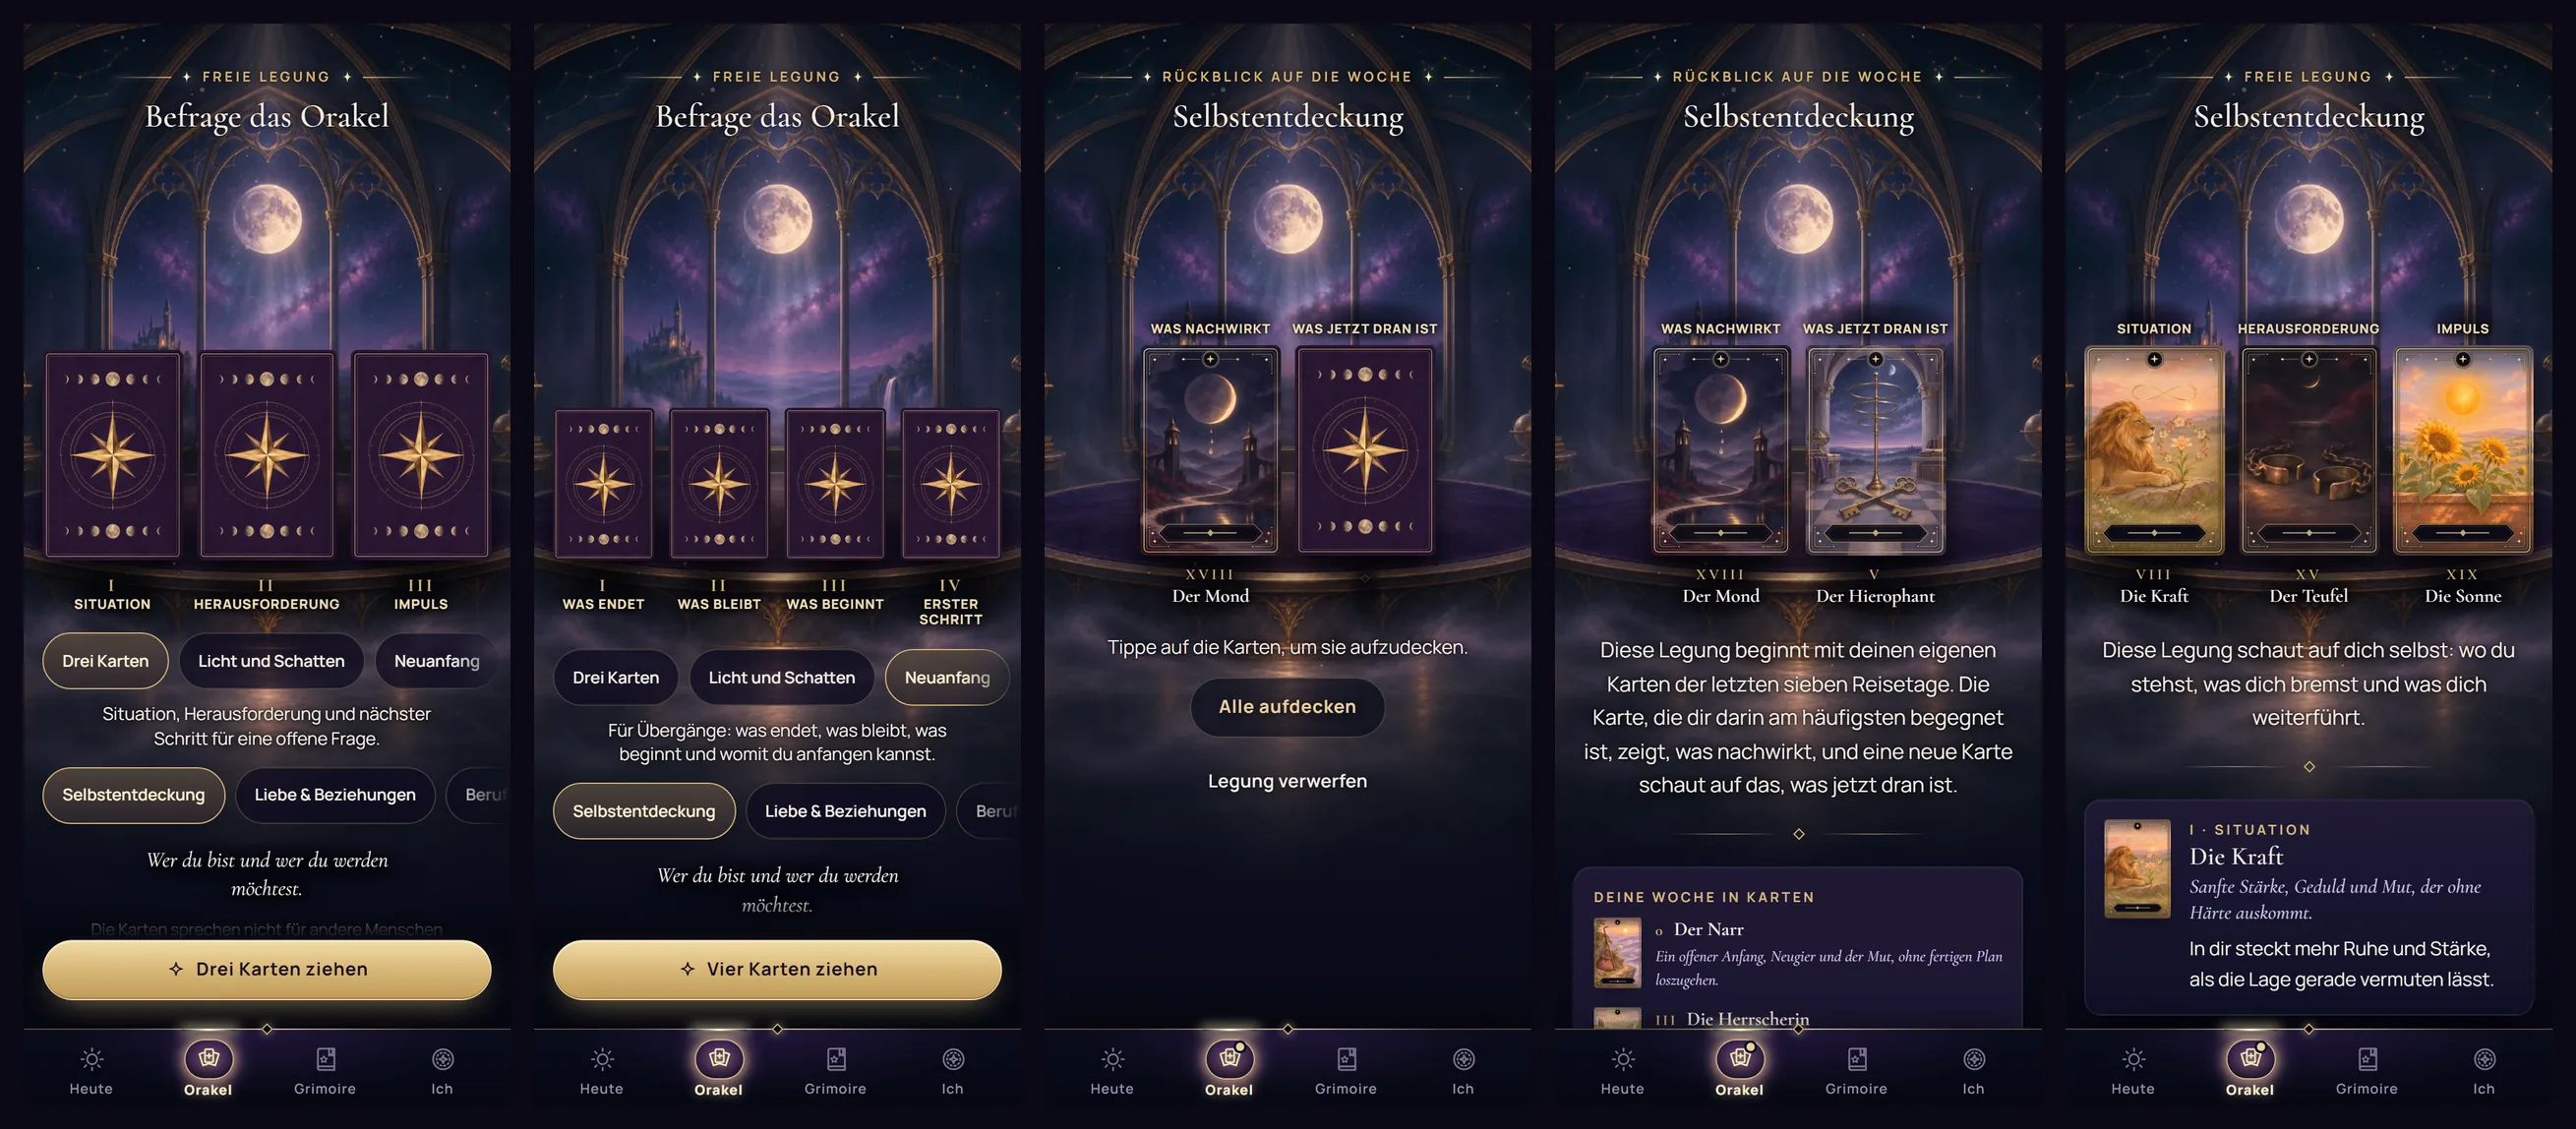 FREIE LEGUNG
Befrage das Orakel
I
SITUATION
II
HERAUSFORDERUNG
III
IMPULS
Drei Karten
Licht und Schatten
Neuanfang
Situation, Herausforderung und nächster
Schritt für eine offene Frage.
Selbstentdeckung
Liebe & Beziehungen
Beruf
Wer du bist und wer du werden
möchtest.
Die Karten sprechen nicht für andere Menschen
Drei Karten ziehen
Heute
Orakel
Grimoire
Ich
FREIE LEGUNG
Befrage das Orakel
I
WAS ENDET
II
WAS BLEIBT
III
WAS BEGINNT
IV
ERSTER
SCHRITT
Drei Karten
Licht und Schatten
Neuanfang
Für Übergänge: was endet, was bleibt, was
beginnt und womit du anfangen kannst.
Selbstentdeckung
Liebe & Beziehungen
Beruf
Wer du bist und wer du werden
möchtest.
Vier Karten ziehen
Heute
Orakel
Grimoire
Ich
RÜCKBLICK AUF DIE WOCHE
Selbstentdeckung
WAS NACHWIRKT
WAS JETZT DRAN IST
XVIII
Der Mond
Tippe auf die Karten, um sie aufzudecken.
Alle aufdecken
Legung verwerfen
Heute
Orakel
Grimoire
Ich
RÜCKBLICK AUF DIE WOCHE
Selbstentdeckung
WAS NACHWIRKT
WAS JETZT DRAN IST
XVIII
Der Mond
V
Der Hierophant
Diese Legung beginnt mit deinen eigenen
Karten der letzten sieben Reisetage. Die
Karte, die dir darin am häufigsten begegnet
ist, zeigt, was nachwirkt, und eine neue Karte
schaut auf das, was jetzt dran ist.
DEINE WOCHE IN KARTEN
0 Der Narr
Ein offener Anfang, Neugier und der Mut, ohne fertigen Plan
loszugehen.
III Die Herrscherin
Heute
Orakel
Grimoire
Ich
FREIE LEGUNG
Selbstentdeckung
SITUATION
HERAUSFORDERUNG
IMPULS
VIII
Die Kraft
XV
Der Teufel
XIX
Die Sonne
Diese Legung schaut auf dich selbst: wo du
stehst, was dich bremst und was dich
weiterführt.
I · SITUATION
Die Kraft
Sanfte Stärke, Geduld und Mut, der ohne
Härte auskommt.
In dir steckt mehr Ruhe und Stärke,
als die Lage gerade vermuten lässt.
Heute
Orakel
Grimoire
Ich